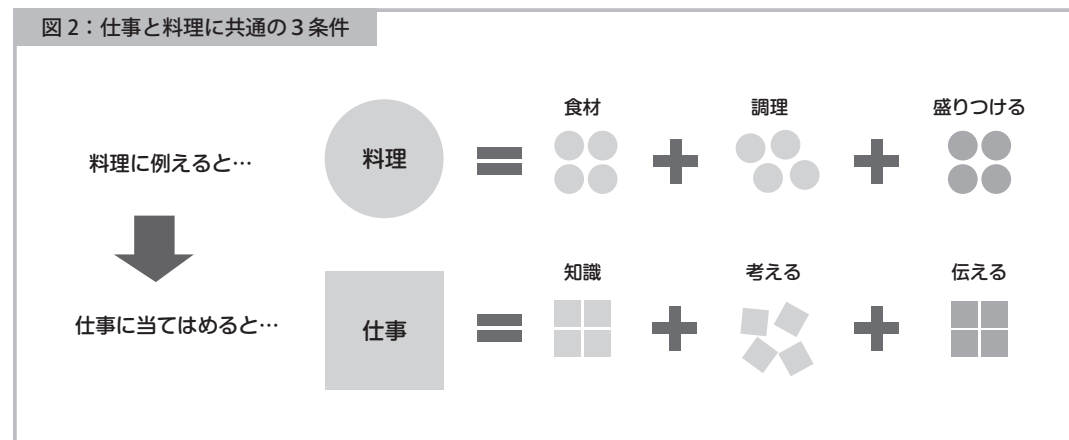 図2:仕事と料理に共通の3条件
料理に例えると…
料理
食材
調理
盛りつける
仕事に当てはめると…
仕事
知識
考える
伝える